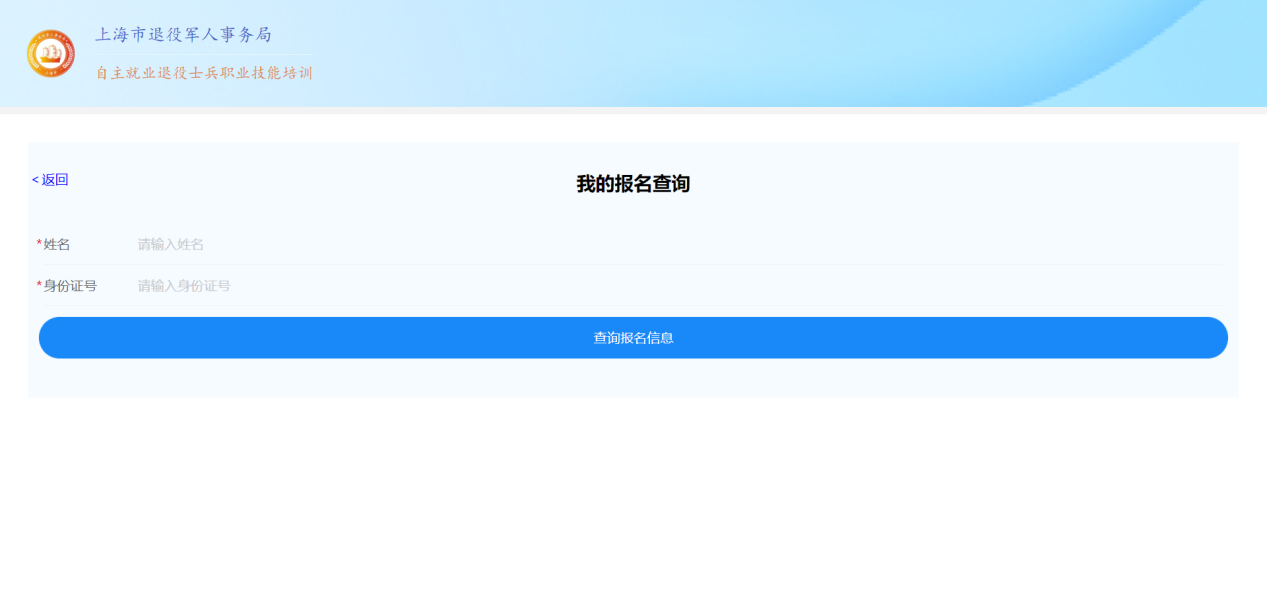 上海市退役军人事务局
自主就业退役士兵职业技能培训
< 返回
我的报名查询
*姓名 请输入姓名
*身份证号 请输入身份证号
查询报名信息